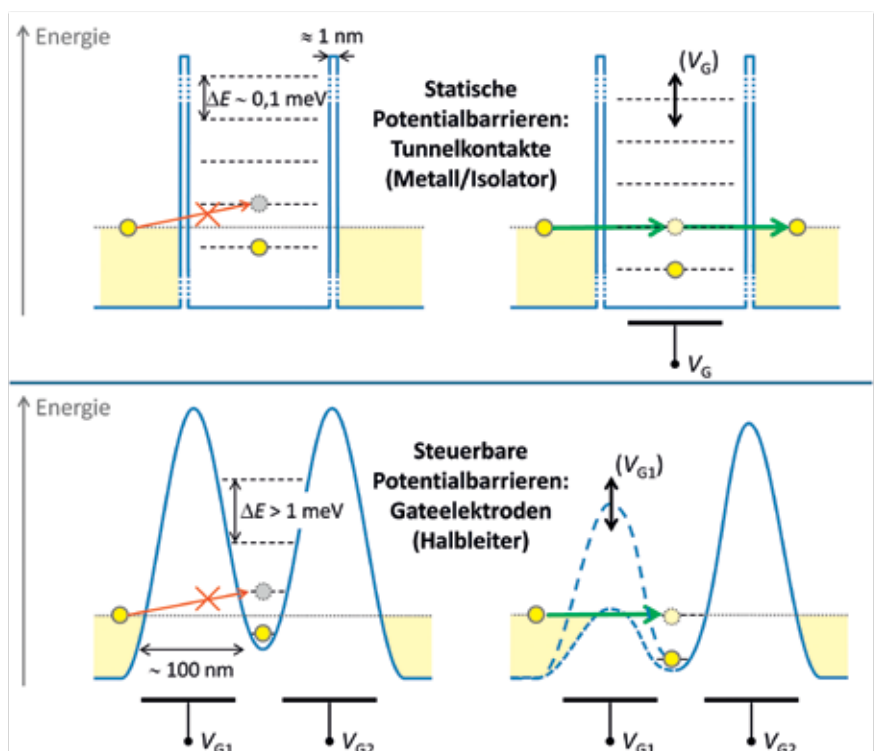 Energie
≈ 1 nm
ΔE ~ 0,1 meV
Statische
Potentialbarrieren:
Tunnelkontakte
(Metall/Isolator)
(VG)
VG
Energie
ΔE > 1 meV
Steuerbare
Potentialbarrieren:
Gateelektroden
(Halbleiter)
(VG1)
~ 100 nm
VG1
VG2
VG1
VG2